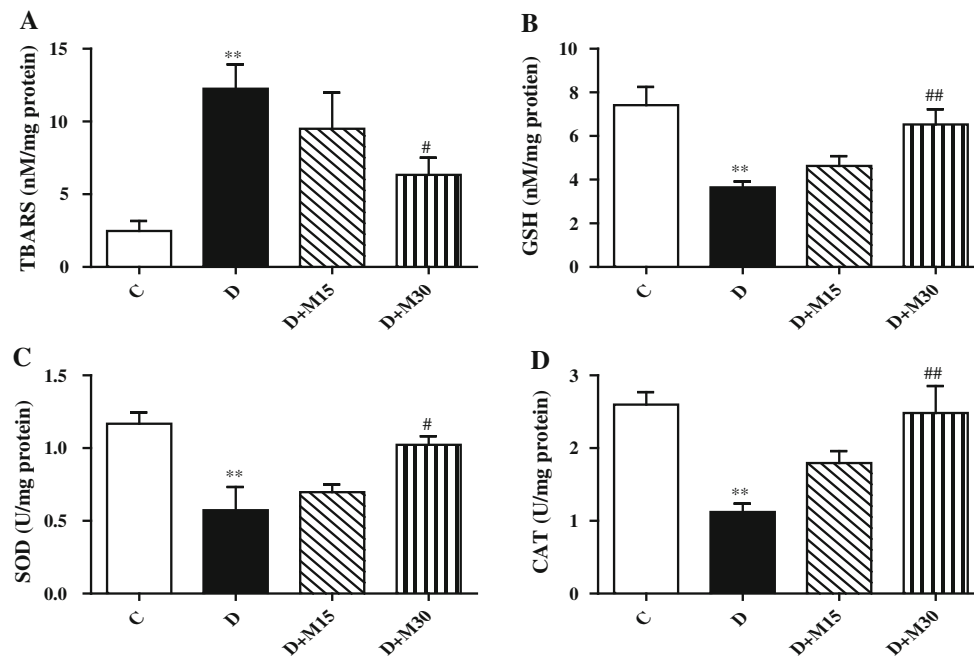 A
TBARS (nM/mg protein)
15
10
5
0
**
#
C
D
D+M15
D+M30
B
GSH (nM/mg protien)
10
8
6
4
2
0
**
##
C
D
D+M15
D+M30
C
SOD (U/mg protein)
1.5
1.0
0.5
0.0
**
#
C
D
D+M15
D+M30
D
CAT (U/mg protein)
3
2
1
0
**
##
C
D
D+M15
D+M30